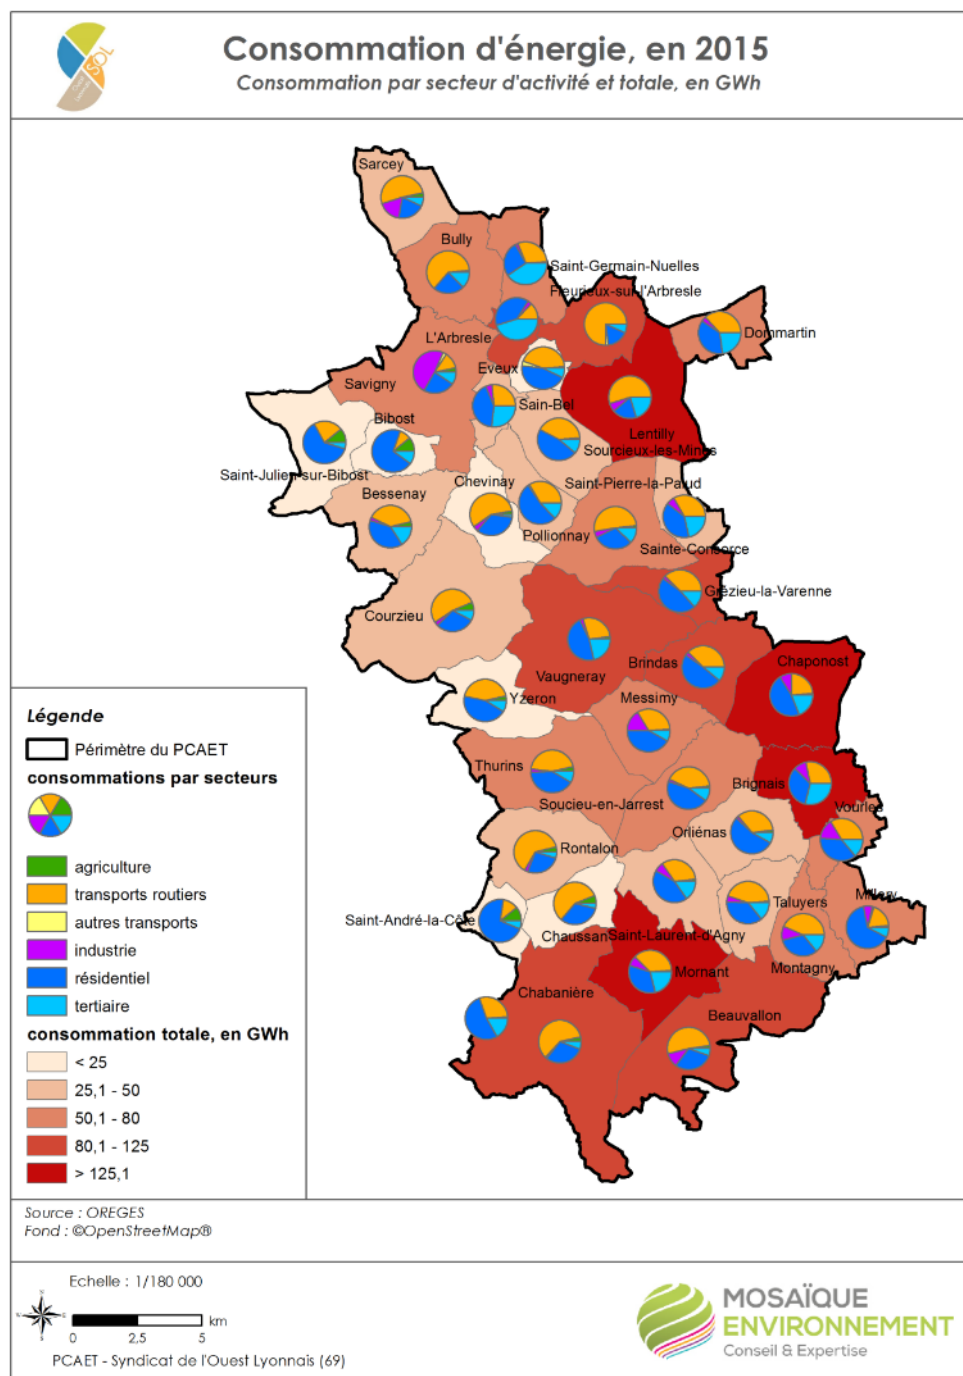 Consommation d'énergie, en 2015
Consommation par secteur d'activité et totale, en GWh
SOL
Ouest Lyonnais
Sarcey
Bully
Saint-Germain-Nuelles
Fleurieux-sur-l'Arbresle
L'Arbresle
Dommartin
Eveux
Savigny
Sain-Bel
Bibost
Lentilly
Sourcieux-les-Mines
Saint-Julien-sur-Bibost
Chevinay
Saint-Pierre-la-Palud
Bessenay
Pollionnay
Sainte-Consorce
Grézieu-la-Varenne
Courzieu
Vaugneray
Brindas
Chaponost
Yzeron
Messimy
Thurins
Brignais
Soucieu-en-Jarrest
Vourles
Orliénas
Rontalon
Millery
Taluyers
Saint-André-la-Côte
Chaussan
Saint-Laurent-d'Agny
Montagny
Mornant
Chabanière
Beauvallon
Légende
Périmètre du PCAET
consommations par secteurs
agriculture
transports routiers
autres transports
industrie
résidentiel
tertiaire
consommation totale, en GWh
< 25
25,1 - 50
50,1 - 80
80,1 - 125
> 125,1
Source : OREGES
Fond : ©OpenStreetMap®
Echelle : 1/180 000
N
S
km
0 2,5 5
PCAET - Syndicat de l'Ouest Lyonnais (69)
MOSAÏQUE
ENVIRONNEMENT
Conseil & Expertise